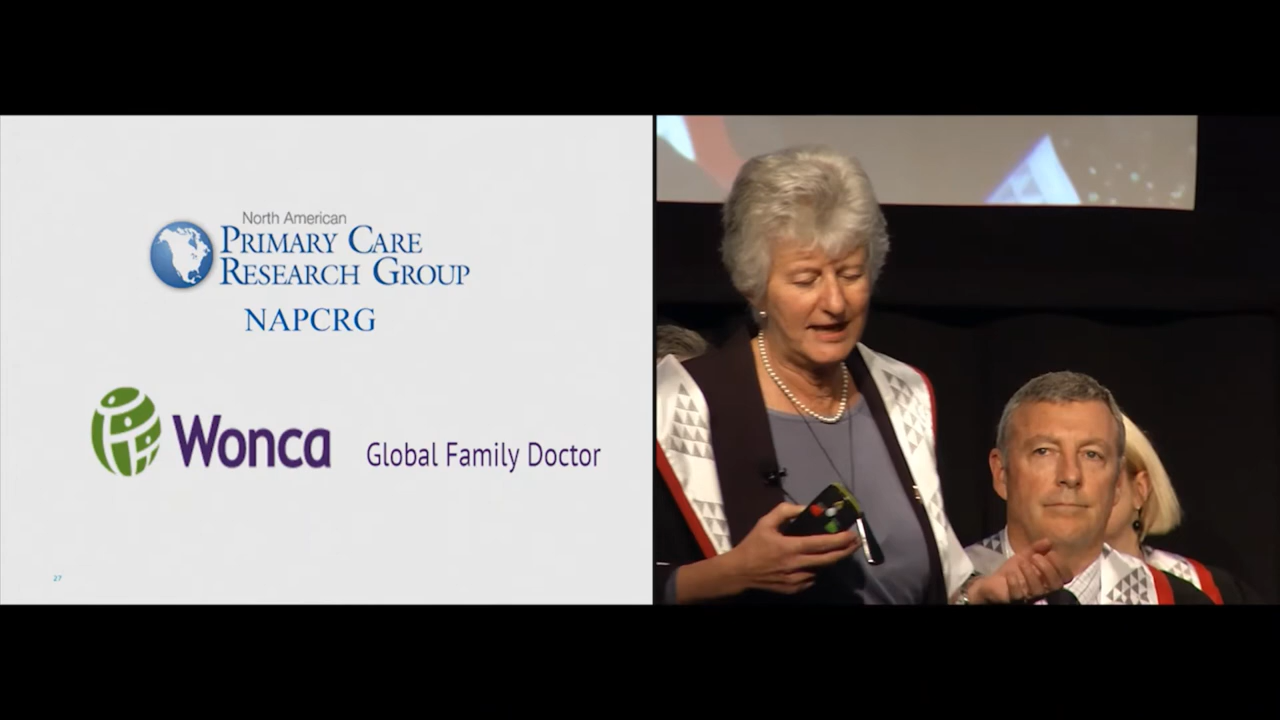 North American
PRIMARY CARE
RESEARCH GROUP
NAPCRG
Wonca Global Family Doctor
27